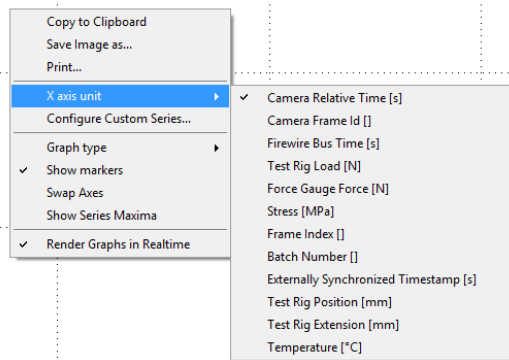 Copy to Clipboard
Save Image as...
Print...
X axis unit
Configure Custom Series...
Graph type
Show markers
Swap Axes
Show Series Maxima
Render Graphs in Realtime
Camera Relative Time [s]
Camera Frame Id []
Firewire Bus Time [s]
Test Rig Load [N]
Force Gauge Force [N]
Stress [MPa]
Frame Index []
Batch Number []
Externally Synchronized Timestamp [s]
Test Rig Position [mm]
Test Rig Extension [mm]
Temperature [°C]